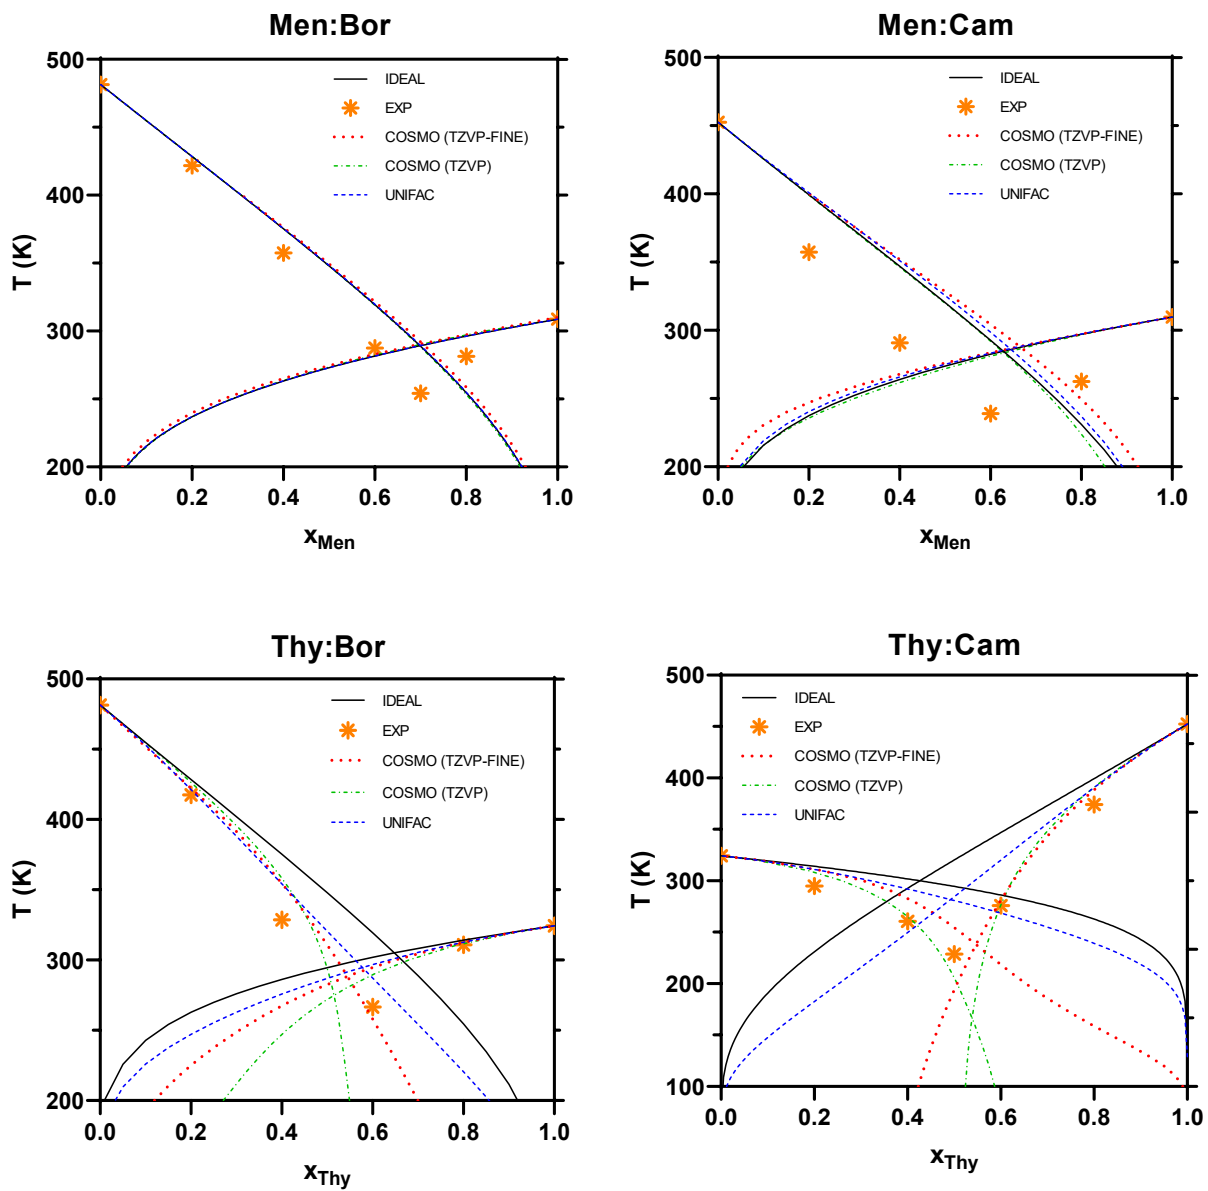 Men:Bor
500
400
300
200
T (K)
IDEAL
EXP
COSMO (TZVP-FINE)
COSMO (TZVP)
UNIFAC
0.0 0.2 0.4 0.6 0.8 1.0
xMen
Men:Cam
500
400
300
200
T (K)
IDEAL
EXP
COSMO (TZVP-FINE)
COSMO (TZVP)
UNIFAC
0.0 0.2 0.4 0.6 0.8 1.0
xMen
Thy:Bor
500
400
300
200
T (K)
IDEAL
EXP
COSMO (TZVP-FINE)
COSMO (TZVP)
UNIFAC
0.0 0.2 0.4 0.6 0.8 1.0
xThy
Thy:Cam
500
400
300
200
100
T (K)
IDEAL
EXP
COSMO (TZVP-FINE)
COSMO (TZVP)
UNIFAC
0.0 0.2 0.4 0.6 0.8 1.0
xThy